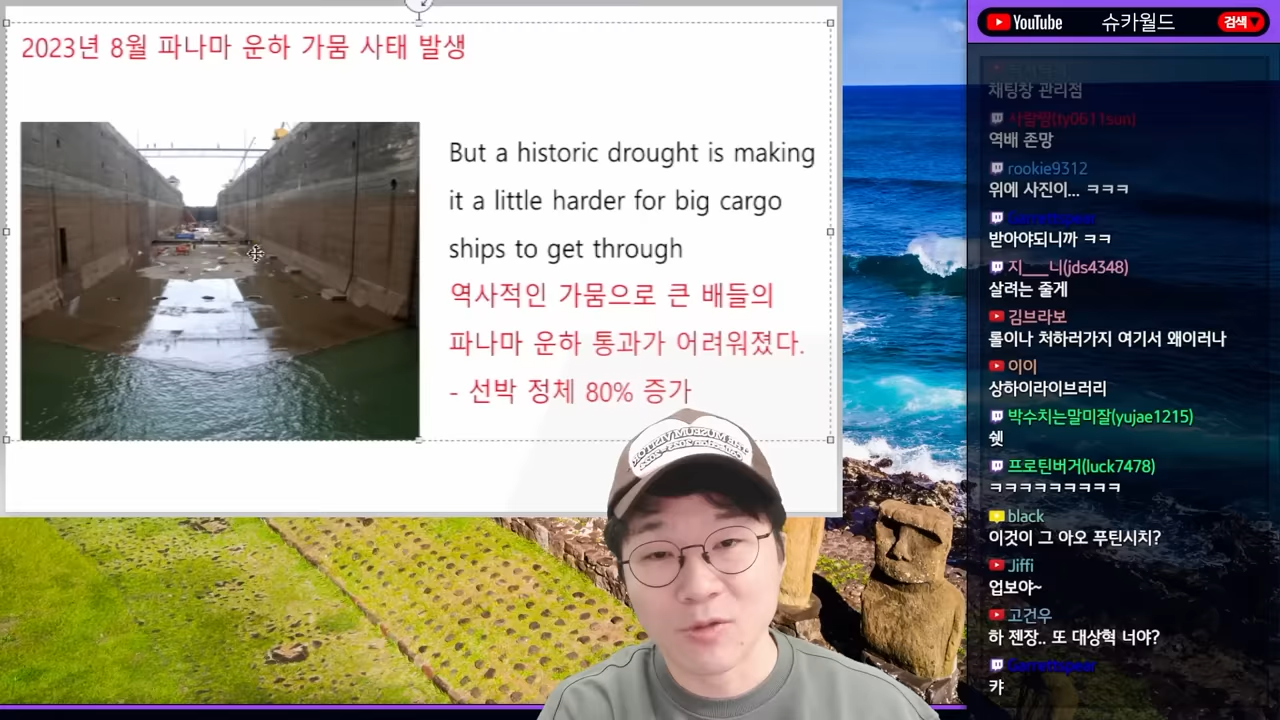 2023년 8월 파나마 운하 가뭄 사태 발생
But a historic drought is making
it a little harder for big cargo
ships to get through
역사적인 가뭄으로 큰 배들의
파나마 운하 통과가 어려워졌다.
- 선박 정체 80% 증가
YouTube 슈카월드 검색
채팅창 관리점
사람짱(ty0611sun)
역배 존망
rookie9312
위에 사진이... ㅋㅋㅋ
Garrettspear
받아야되니까 ㅋㅋ
지___니(jds4348)
살려는 줄게
김브라보
롤이나 처하러가지 여기서 왜이러나
이이
상하이라이브러리
박수치는말미잘(yujae1215)
쉣
프로틴버거(luck7478)
ㅋㅋㅋㅋㅋㅋㅋㅋㅋ
black
이것이 그 아오 푸틴시치?
Jiffi
업보야~
고건우
하 젠장.. 또 대상혁 너야?
Garrettspear
캬